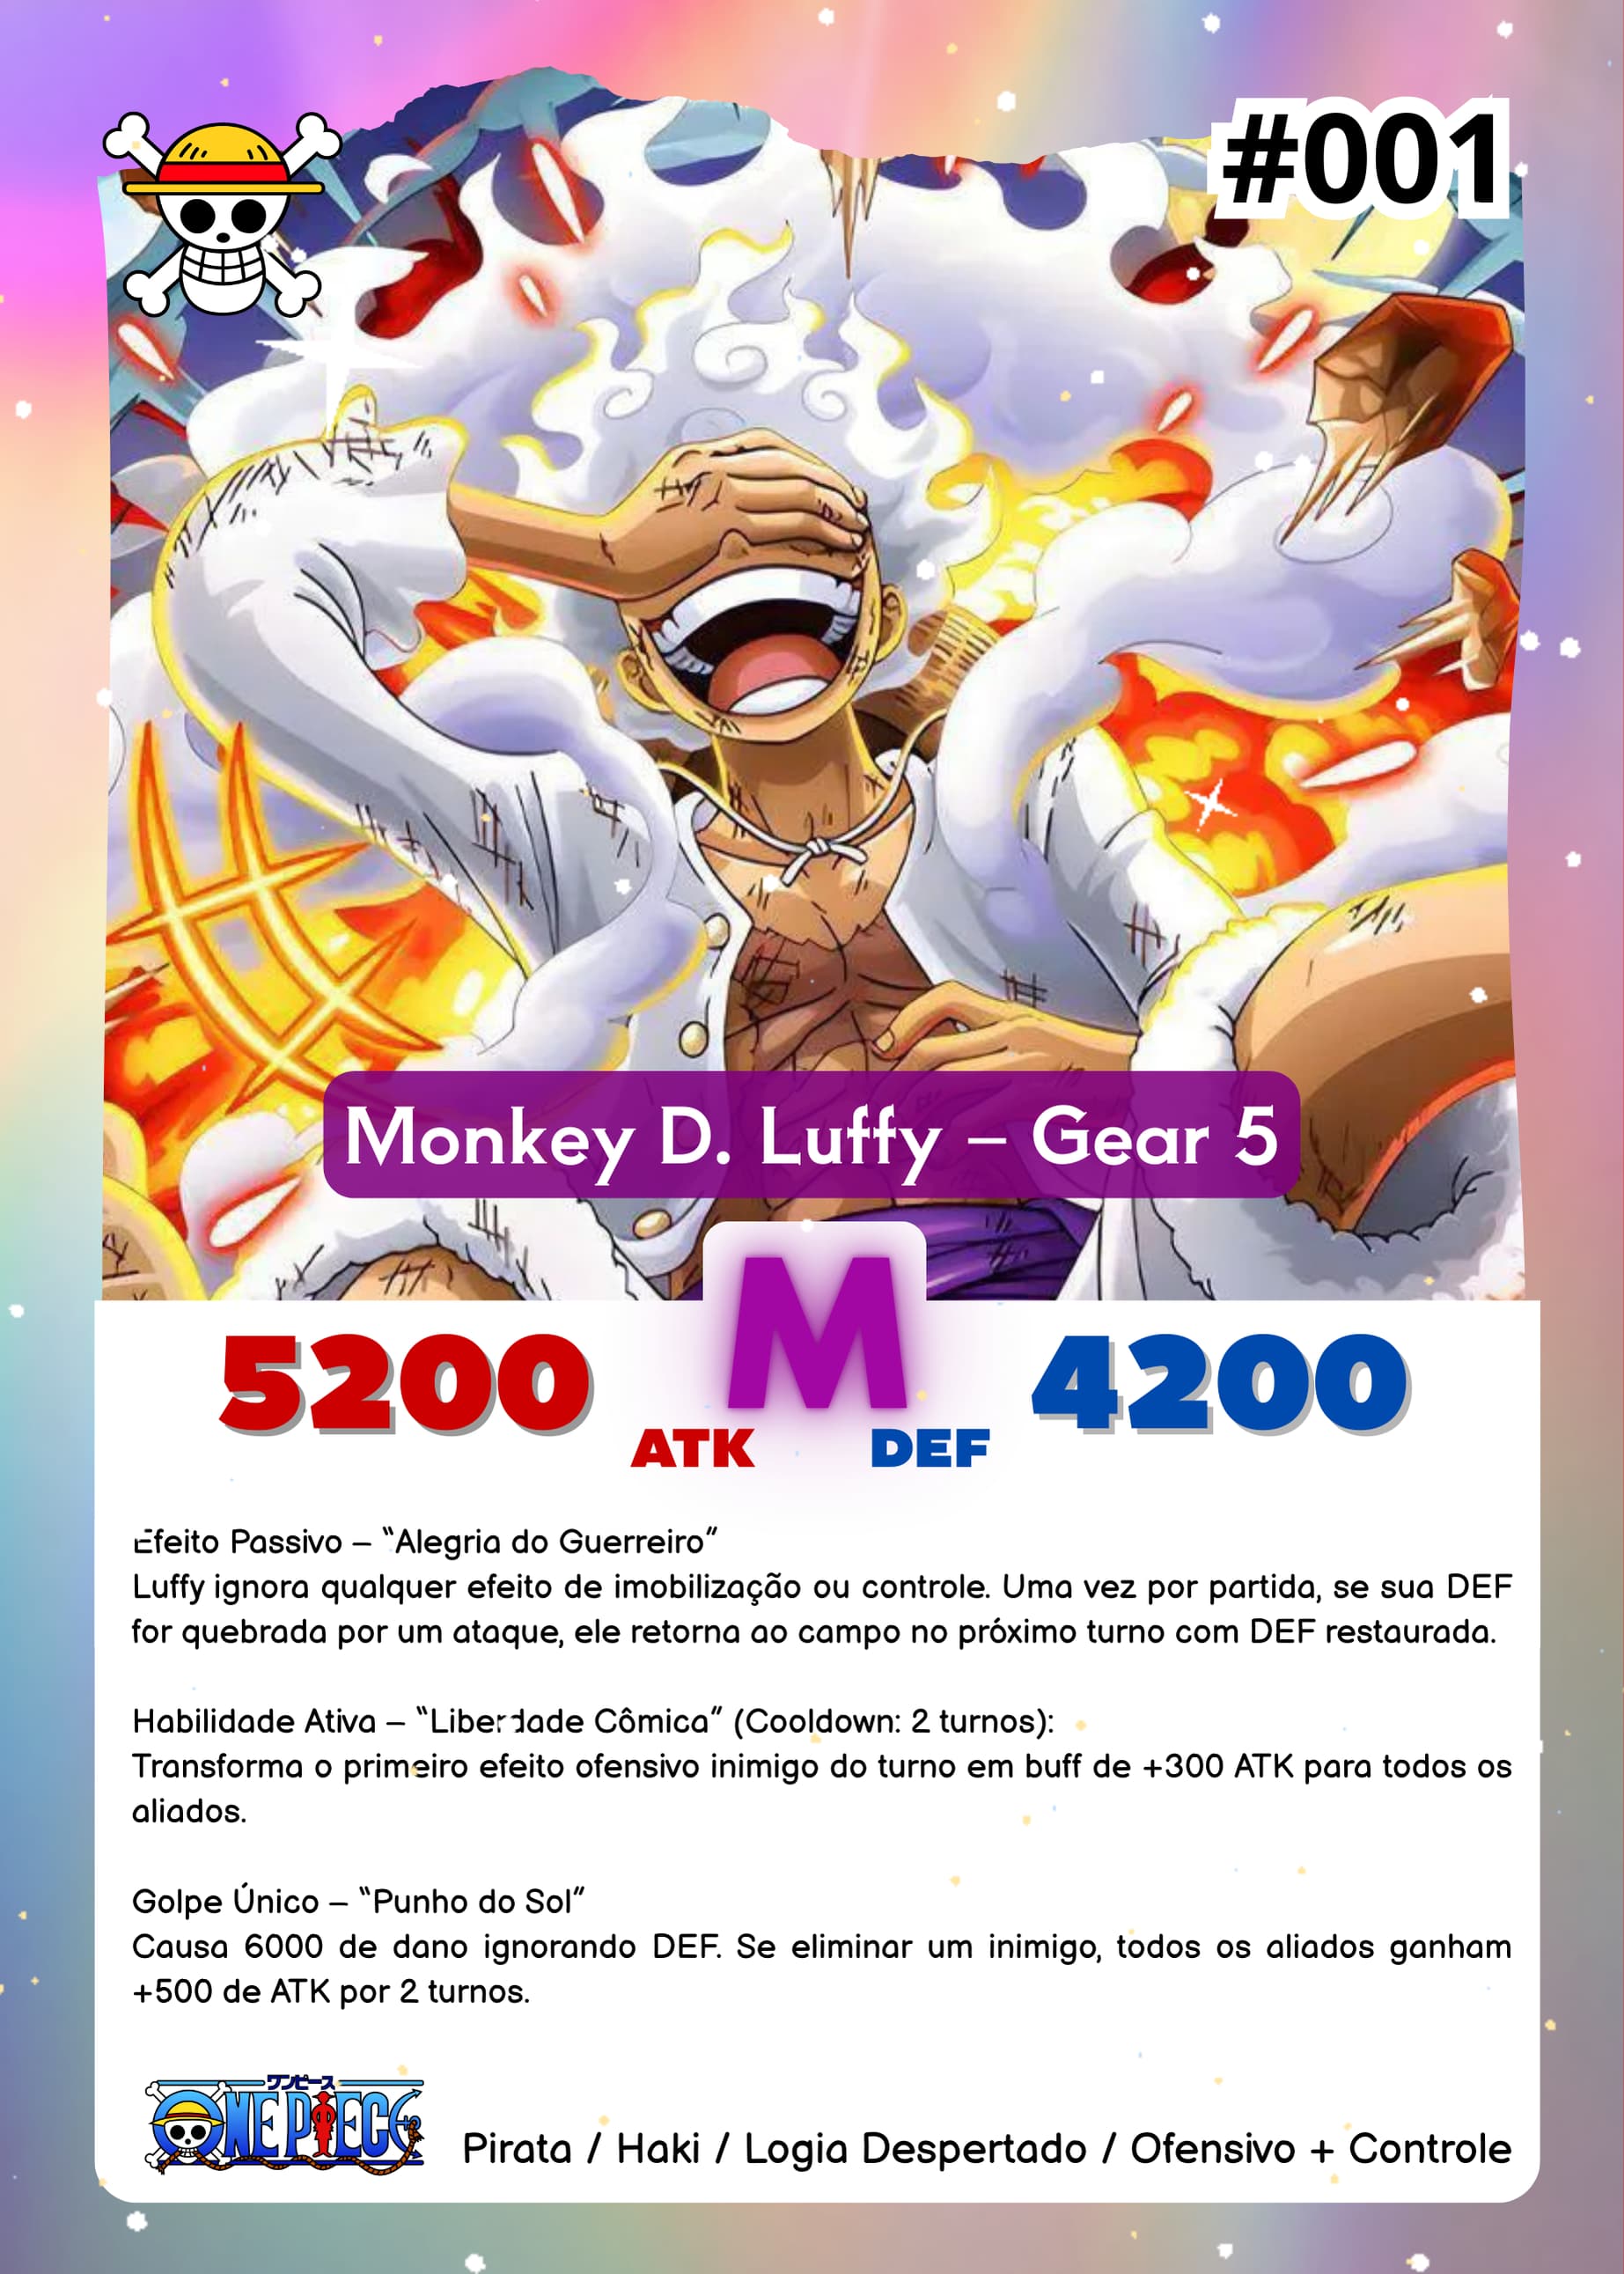 #001
Monkey D. Luffy – Gear 5
M
5200 4200
ATK DEF
Efeito Passivo – "Alegria do Guerreiro"
Luffy ignora qualquer efeito de imobilização ou controle. Uma vez por partida, se sua DEF
for quebrada por um ataque, ele retorna ao campo no próximo turno com DEF restaurada.
Habilidade Ativa – "Liberdade Cômica" (Cooldown: 2 turnos):
Transforma o primeiro efeito ofensivo inimigo do turno em buff de +300 ATK para todos os
aliados.
Golpe Único – "Punho do Sol"
Causa 6000 de dano ignorando DEF. Se eliminar um inimigo, todos os aliados ganham
+500 de ATK por 2 turnos.
ワンピース
ONE PIECE
Pirata / Haki / Logia Despertado / Ofensivo + Controle